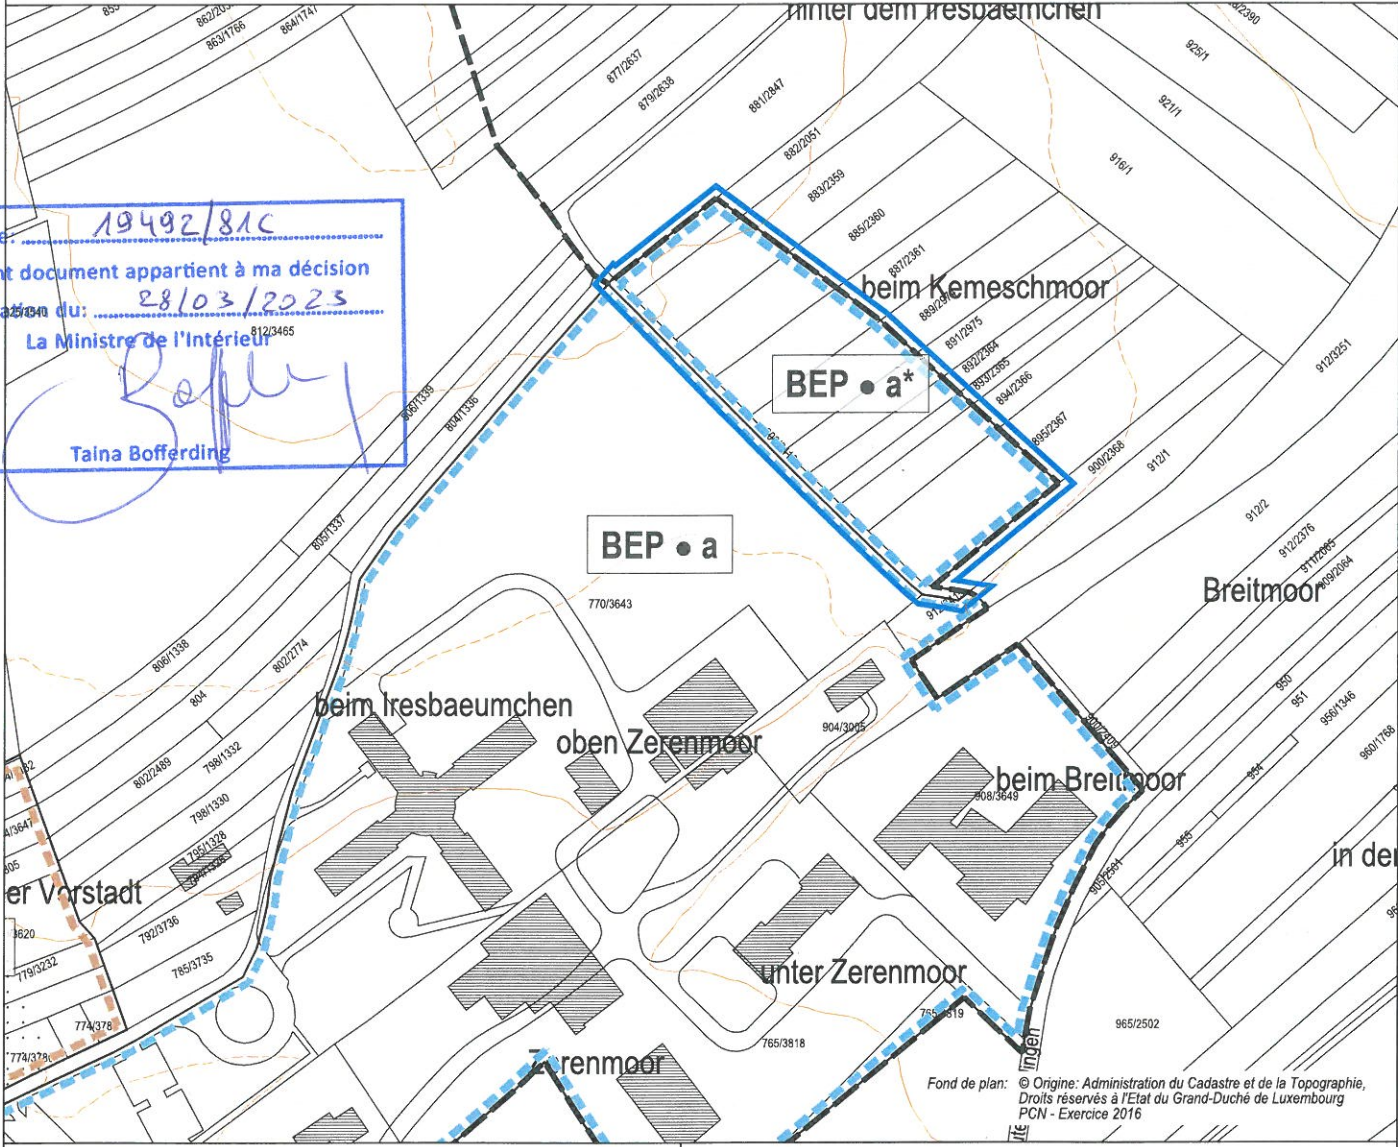 hinter dem Iresbaemchen
863/1766
864/1747
877/2637
879/2638
881/2847
882/2051
883/2359
885/2360
887/2361
925/1
921/1
916/1
19492/81C
nt document appartient à ma décision
du: 28/03/2023
La Ministre de l'Intérieur
812/3465
Taina Bofferding
beim Kemeschmoor
891/2975
892/2364
893/2365
894/2366
895/2367
900/2368
912/1
912/3251
912/2
912/2376
BEP • a*
806/1339
804/1336
805/1337
BEP • a
770/3643
Breitmoor
806/1338
802/2774
804
798/1332
802/2489
798/1330
795/1328
beim Iresbaeumchen
oben Zerenmoor
904/3005
beim Breitmoor
908/3649
950
951
956/1346
960/1768
954
955
in der
er Vorstadt
3620
779/3232
792/3736
785/3735
774/378
unter Zerenmoor
765/3818
Zerenmoor
965/2502
ingen
Fond de plan: © Origine: Administration du Cadastre et de la Topographie,
Droits réservés à l'Etat du Grand-Duché de Luxembourg
PCN - Exercice 2016